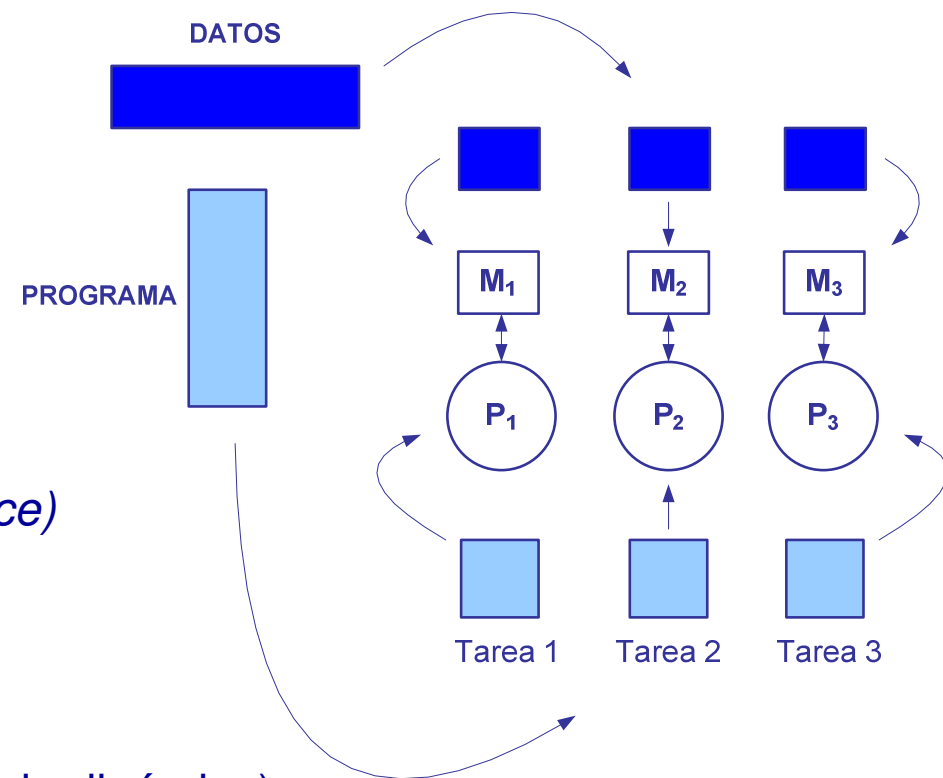 DATOS
M₁ M₂ M₃
PROGRAMA
P₁ P₂ P₃
ce)
Tarea 1 Tarea 2 Tarea 3